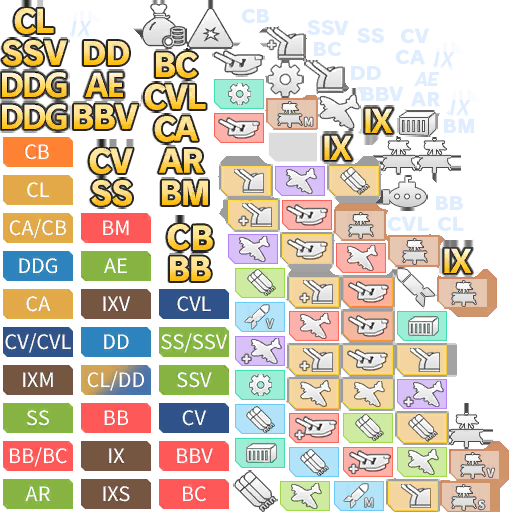 CL
IX
SSV
DD
DDG
AE
DDG
BBV
BC
CVL
CA
AR
BM
CV
SS
CB
BB
CB
SSV
BC
SS
CV
CA
IX
DD
AE
BBV
AR
IX
BM
IX
IX
M
BB
CVL
CL
IX
CB
CL
CA/CB
BM
DDG
AE
CA
IXV
CVL
V
CV/CVL
DD
SS/SSV
IXM
CL/DD
SSV
SS
BB
CV
BB/BC
IX
BBV
V
AR
IXS
BC
M
S